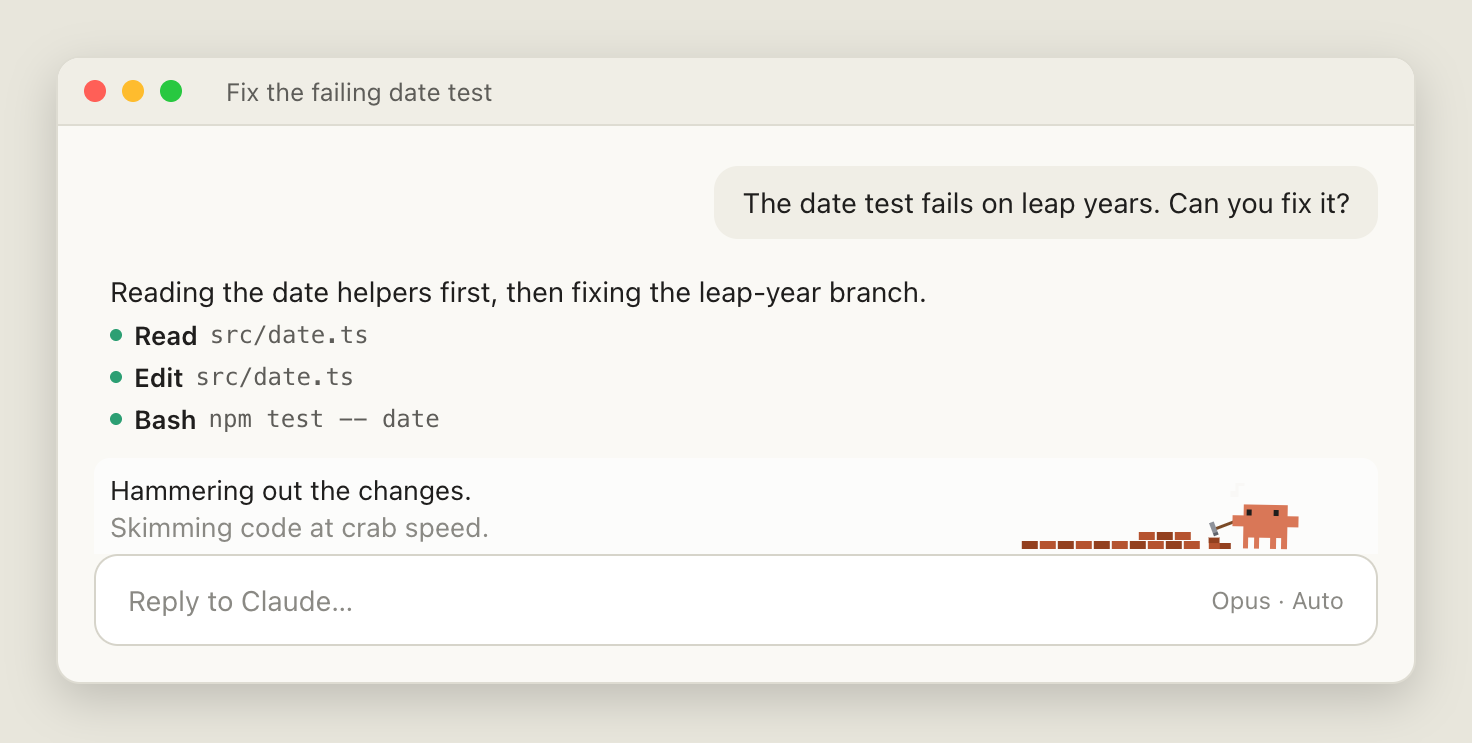 Fix the failing date test
The date test fails on leap years. Can you fix it?
Reading the date helpers first, then fixing the leap-year branch.
Read src/date.ts
Edit src/date.ts
Bash npm test -- date
Hammering out the changes.
Skimming code at crab speed.
Reply to Claude...
Opus · Auto